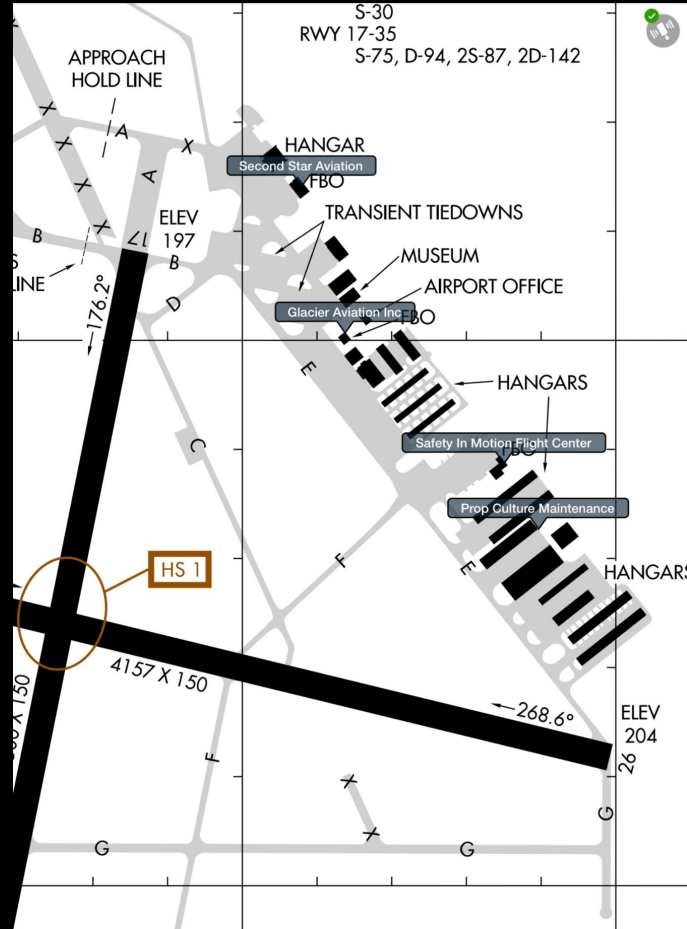 S-30
RWY 17-35
S-75, D-94, 2S-87, 2D-142
APPROACH
HOLD LINE
X
X
X
X
A
X
A
HANGAR
Second Star Aviation
FBO
ELEV
197
17
B
B
TRANSIENT TIEDOWNS
S
LINE
176.2°
D
MUSEUM
AIRPORT OFFICE
Glacier Aviation Inc
FBO
E
HANGARS
C
Safety In Motion Flight Center
FBO
Prop Culture Maintenance
F
E
HS 1
HANGARS
4157 X 150
X 150
268.6°
ELEV
204
26
F
X
X
G
G
G